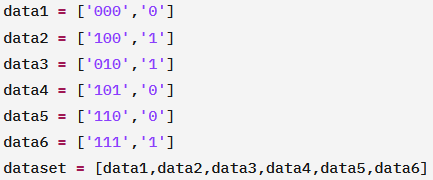 data1 = ['000','0']
data2 = ['100','1']
data3 = ['010','1']
data4 = ['101','0']
data5 = ['110','0']
data6 = ['111','1']
dataset = [data1,data2,data3,data4,data5,data6]